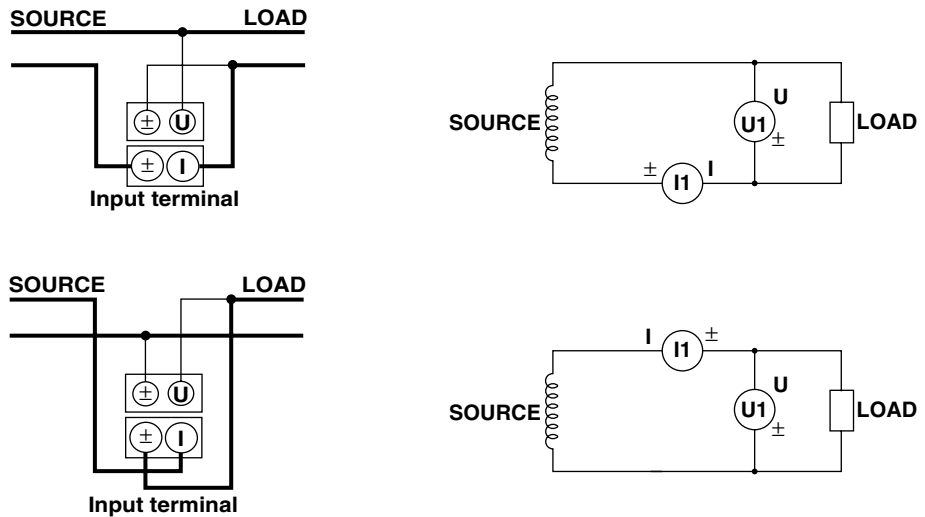 SOURCE LOAD
± U
± I
Input terminal
U
SOURCE U1 LOAD
±
± I1 I
SOURCE LOAD
± U
± I
Input terminal
I I1 ±
U
SOURCE U1 LOAD
±